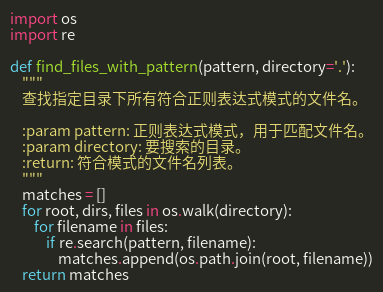 import os
import re

def find_files_with_pattern(pattern, directory='.'):
    """
    查找指定目录下所有符合正则表达式模式的文件名。

    :param pattern: 正则表达式模式，用于匹配文件名。
    :param directory: 要搜索的目录。
    :return: 符合模式的文件名列表。
    """
    matches = []
    for root, dirs, files in os.walk(directory):
        for filename in files:
            if re.search(pattern, filename):
                matches.append(os.path.join(root, filename))
    return matches